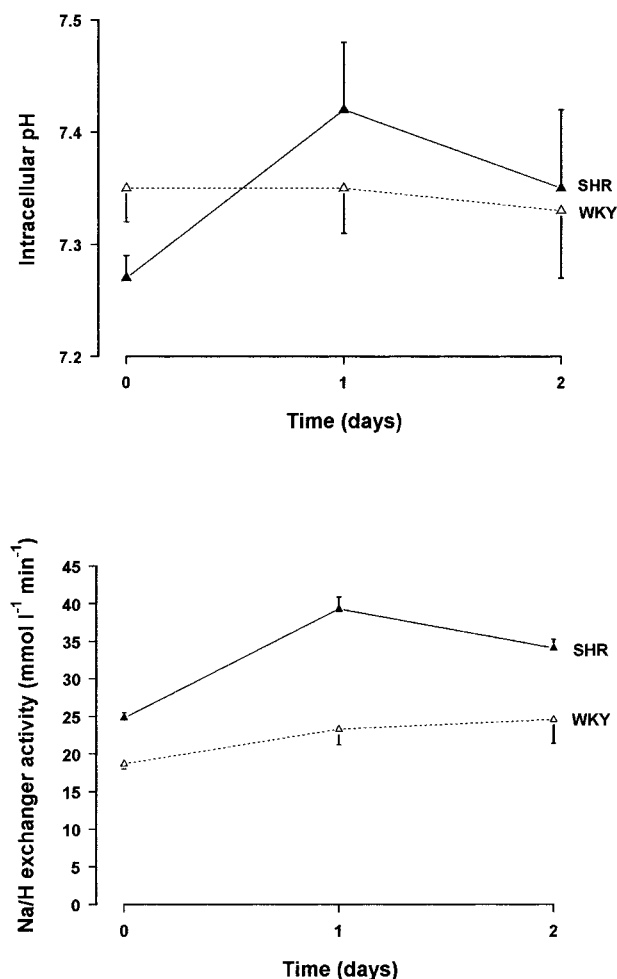 7.5
7.4
7.3
7.2
Intracellular pH
SHR
WKY
0 1 2
Time (days)
45
40
35
30
25
20
15
10
5
0
Na/H exchanger activity (mmol l⁻¹ min⁻¹)
SHR
WKY
0 1 2
Time (days)